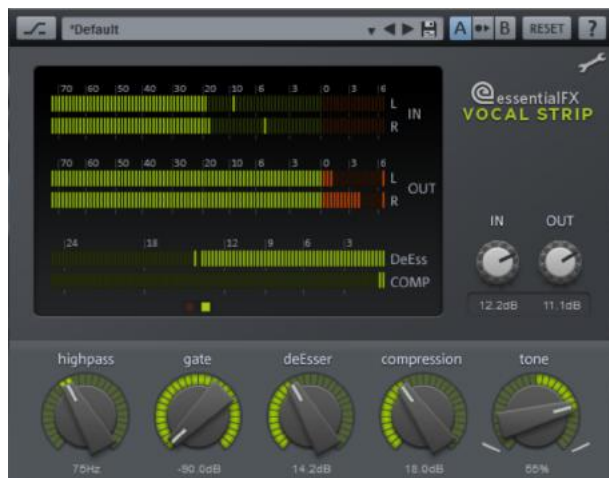 *Default
A
B
RESET
?
70 60 50 40 30 20 10 6 3 0 3 6
L
R
IN
70 60 50 40 30 20 10 6 3 0 3 6
L
R
OUT
24 18 12 9 6 3
DeEss
COMP
essentialFX
VOCAL STRIP
IN
OUT
12.2dB
11.1dB
highpass
gate
deEsser
compression
tone
75Hz
-90.0dB
14.2dB
18.0dB
55%